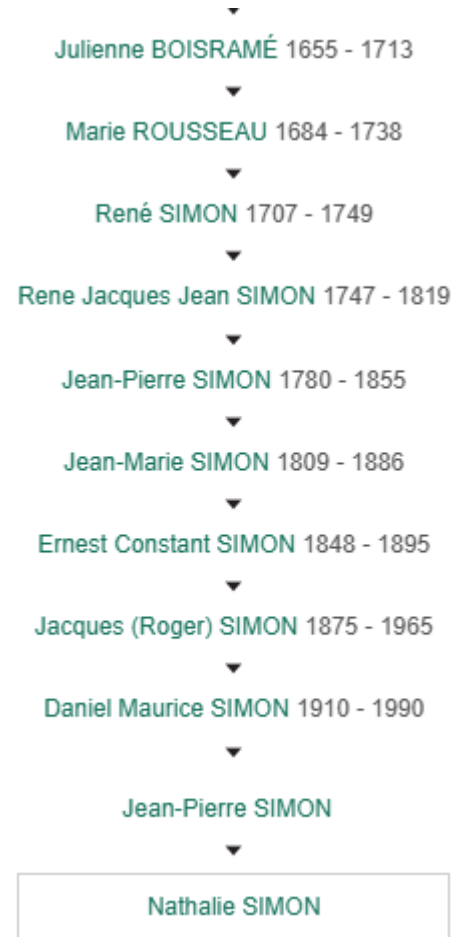 Julienne BOISRAMÉ 1655 - 1713
Marie ROUSSEAU 1684 - 1738
René SIMON 1707 - 1749
Rene Jacques Jean SIMON 1747 - 1819
Jean-Pierre SIMON 1780 - 1855
Jean-Marie SIMON 1809 - 1886
Ernest Constant SIMON 1848 - 1895
Jacques (Roger) SIMON 1875 - 1965
Daniel Maurice SIMON 1910 - 1990
Jean-Pierre SIMON
Nathalie SIMON